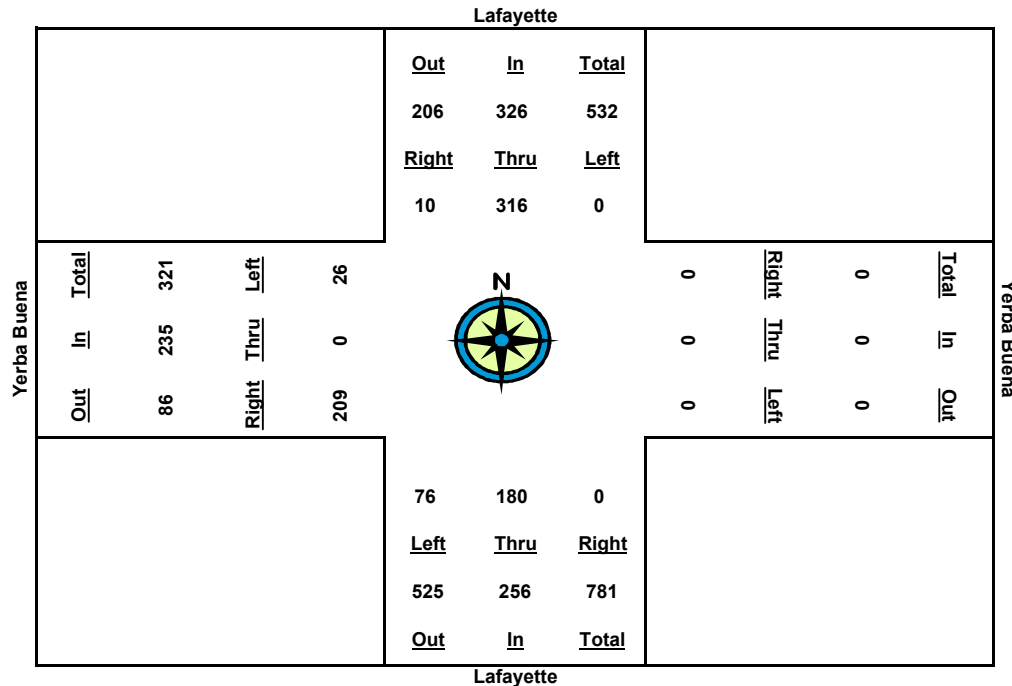 Lafayette
Out In Total
206 326 532
Right Thru Left
10 316 0
Yerba Buena
Total 321 Left 26
In 235 Thru 0
Out 86 Right 209
N
0 Right 0 Total
0 Thru 0 In
0 Left 0 Out
Yerba Buena
76 180 0
Left Thru Right
525 256 781
Out In Total
Lafayette